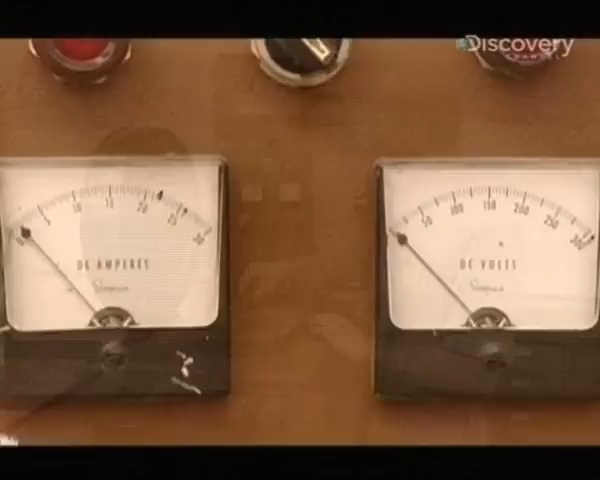 Discovery
CHANNEL
0 5 10 15 20 25 30
DC AMPERES
Simpson
0 50 100 150 200 250 300
DC VOLTS
Simpson